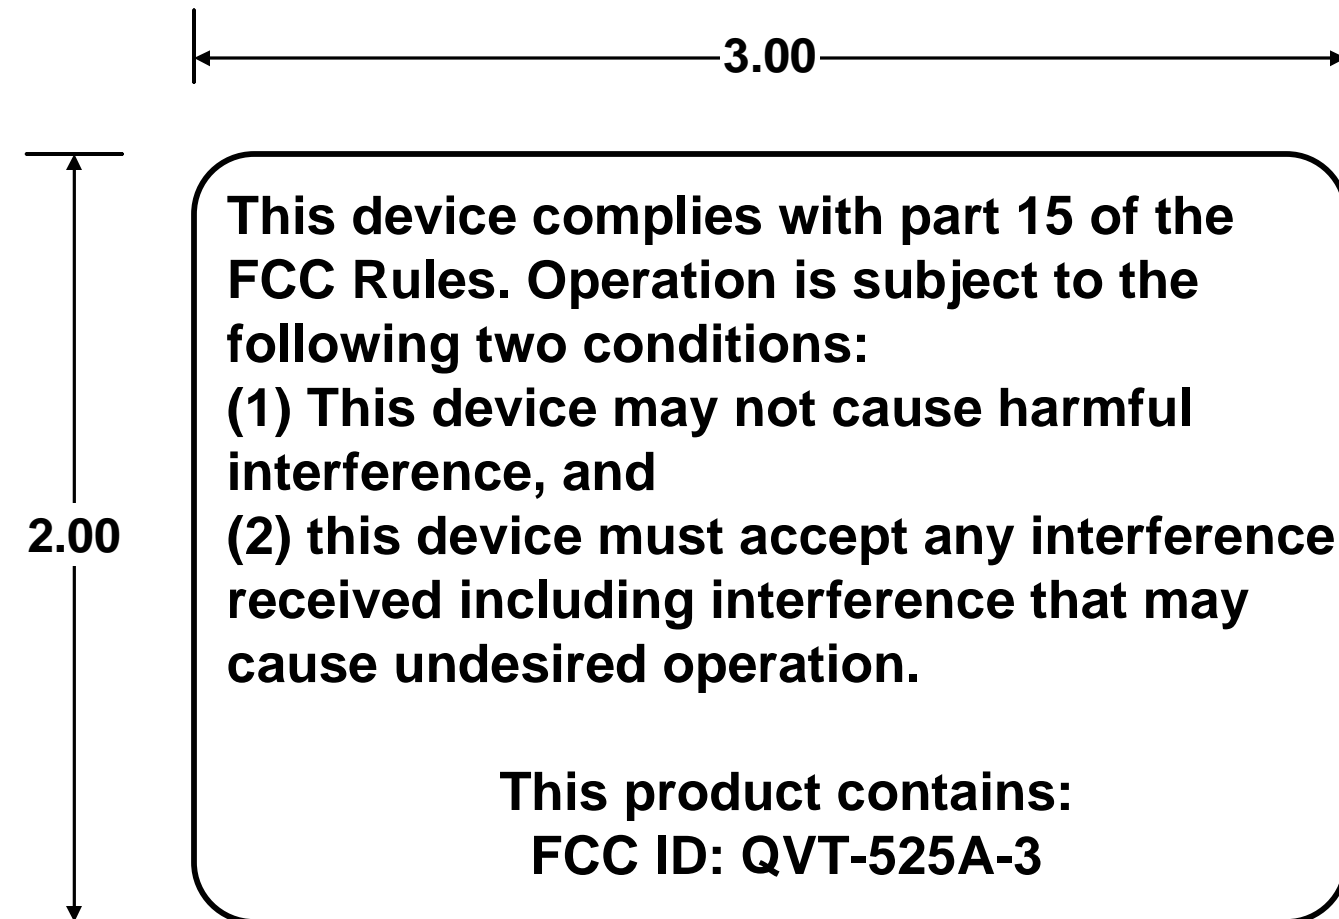 3.00
This device complies with part 15 of the
FCC Rules. Operation is subject to the
following two conditions:
(1) This device may not cause harmful
interference, and
2.00
(2) this device must accept any interference
received including interference that may
cause undesired operation.
This product contains:
FCC ID: QVT-525A-3